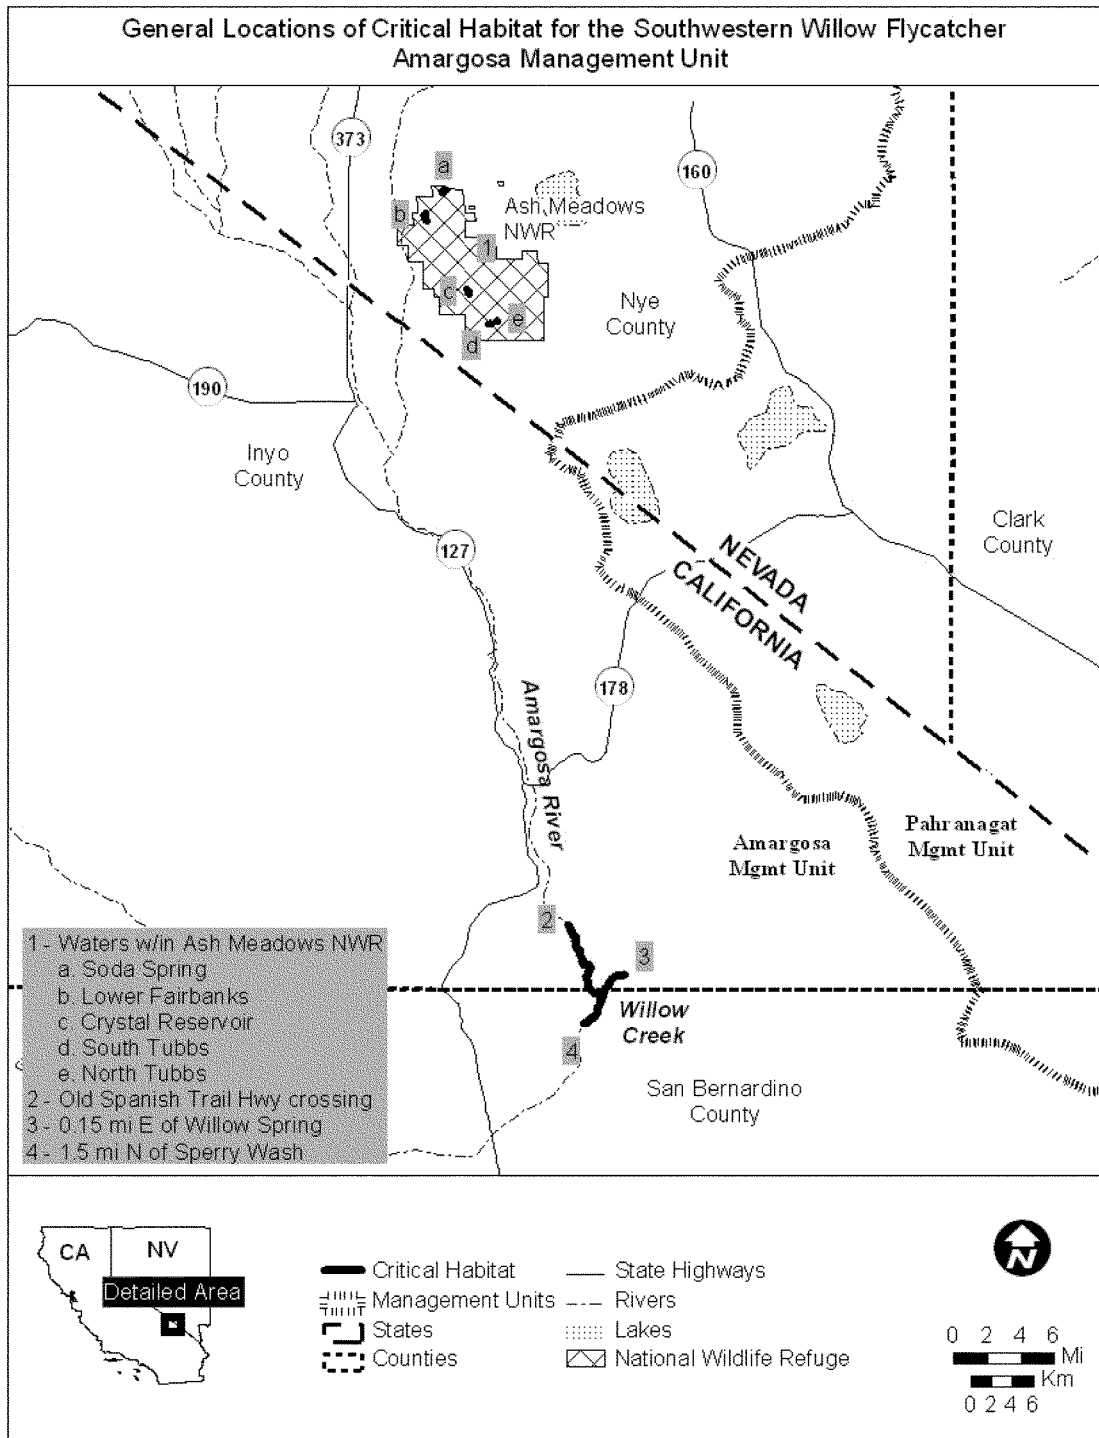 General Locations of Critical Habitat for the Southwestern Willow Flycatcher
Amargosa Management Unit
373
a
160
b
Ash Meadows
NWR
1
c
e
d
Nye
County
190
Inyo
County
127
Clark
County
NEVADA
CALIFORNIA
178
Amargosa River
Amargosa
Mgmt Unit
Pahranagat
Mgmt Unit
2
3
Willow
Creek
4
San Bernardino
County
1 - Waters w/in Ash Meadows NWR
a. Soda Spring
b. Lower Fairbanks
c. Crystal Reservoir
d. South Tubbs
e. North Tubbs
2 - Old Spanish Trail Hwy crossing
3 - 0.15 mi E of Willow Spring
4 - 1.5 mi N of Sperry Wash
CA
NV
Detailed Area
Critical Habitat
Management Units
States
Counties
State Highways
Rivers
Lakes
National Wildlife Refuge
N
0 2 4 6
Mi
Km
0 2 4 6